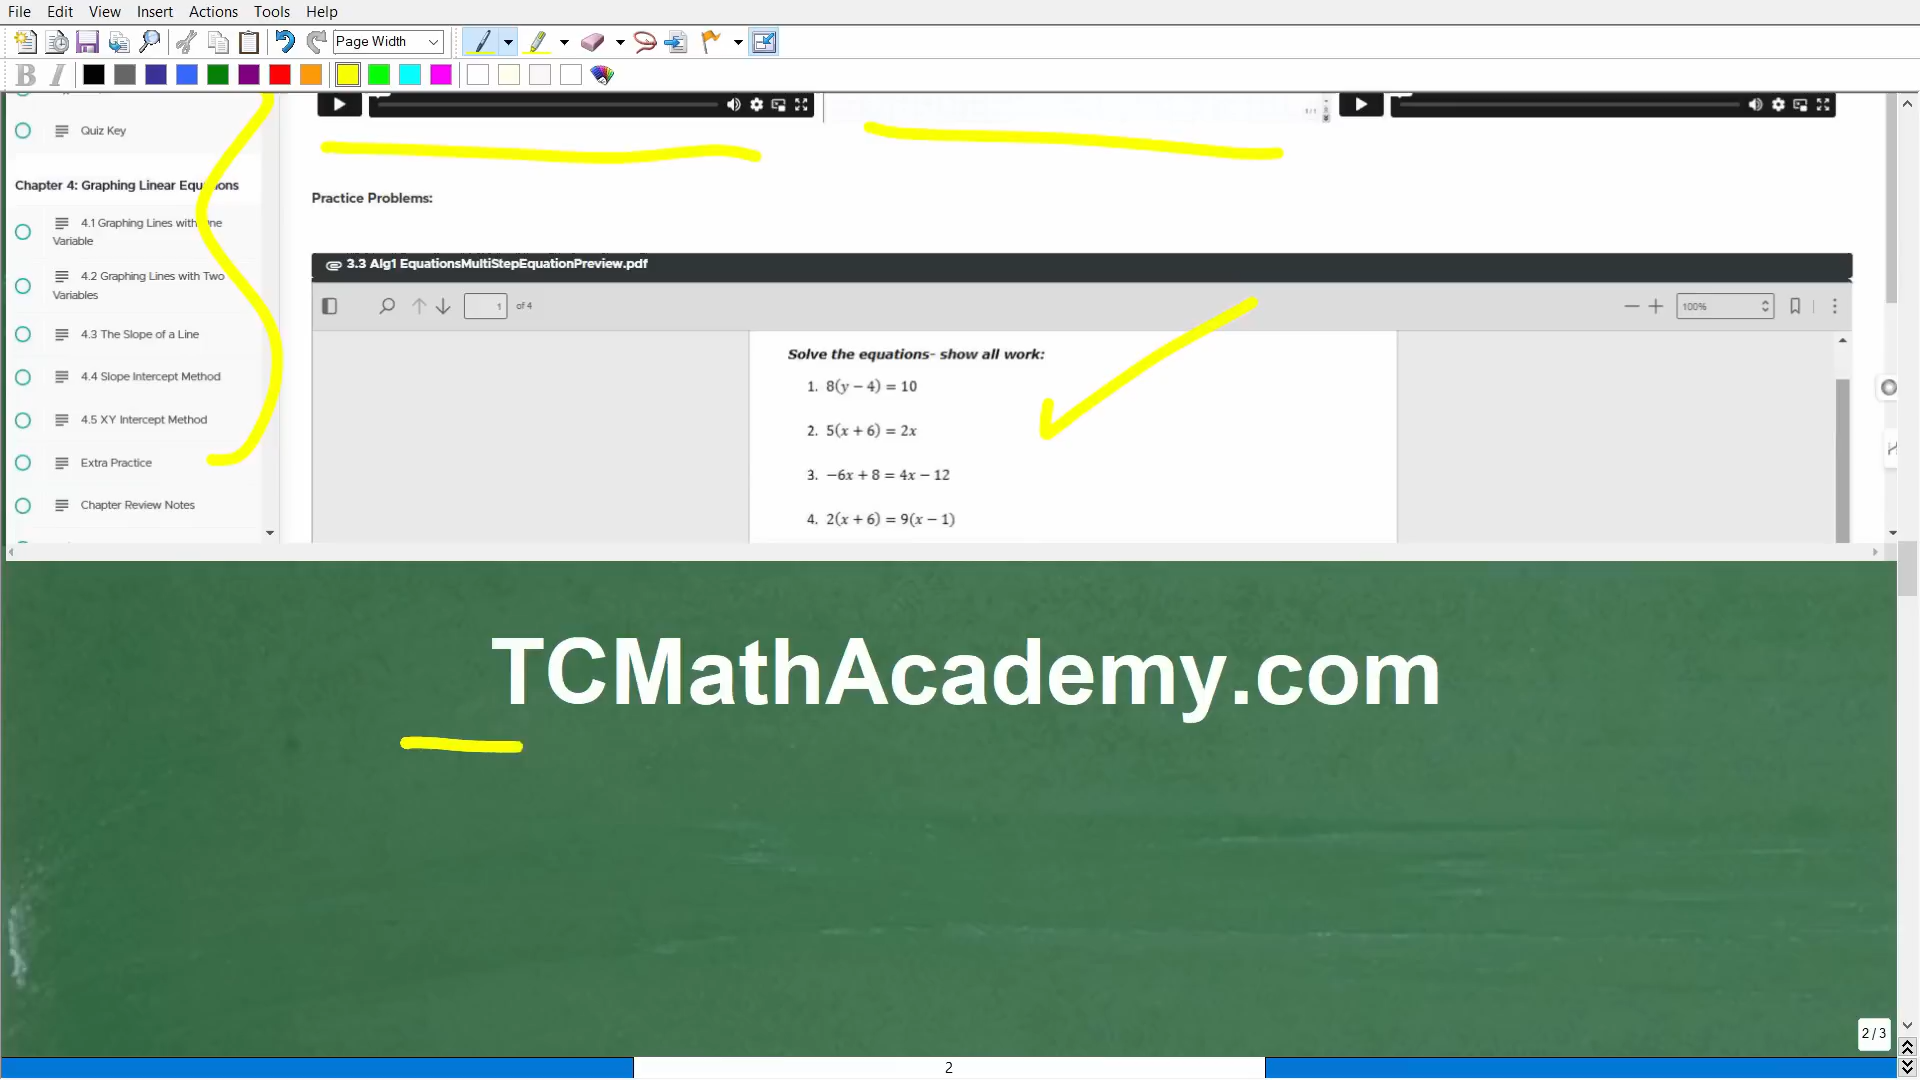 File Edit View Insert Actions Tools Help
Page Width
B I
Quiz Key
Chapter 4: Graphing Linear Equations
4.1 Graphing Lines with One
Variable
4.2 Graphing Lines with Two
Variables
4.3 The Slope of a Line
4.4 Slope Intercept Method
4.5 XY Intercept Method
Extra Practice
Chapter Review Notes
Practice Problems:
3.3 Alg1 EquationsMultiStepEquationPreview.pdf
1 of 4
100%
Solve the equations- show all work:
1. 8(y − 4) = 10
2. 5(x + 6) = 2x
3. −6x + 8 = 4x − 12
4. 2(x + 6) = 9(x − 1)
TCMathAcademy.com
2 / 3
2